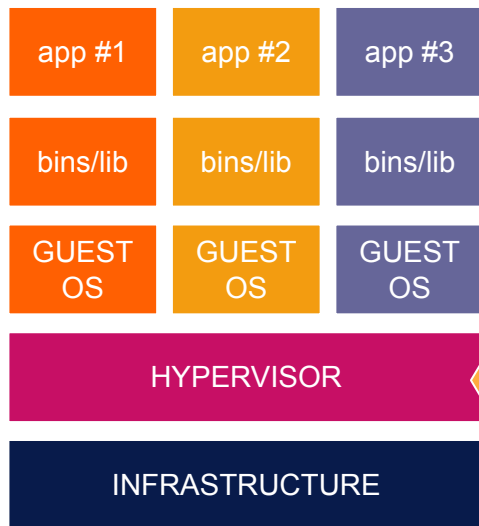 app #1
app #2
app #3
bins/lib
bins/lib
bins/lib
GUEST
OS
GUEST
OS
GUEST
OS
HYPERVISOR
INFRASTRUCTURE